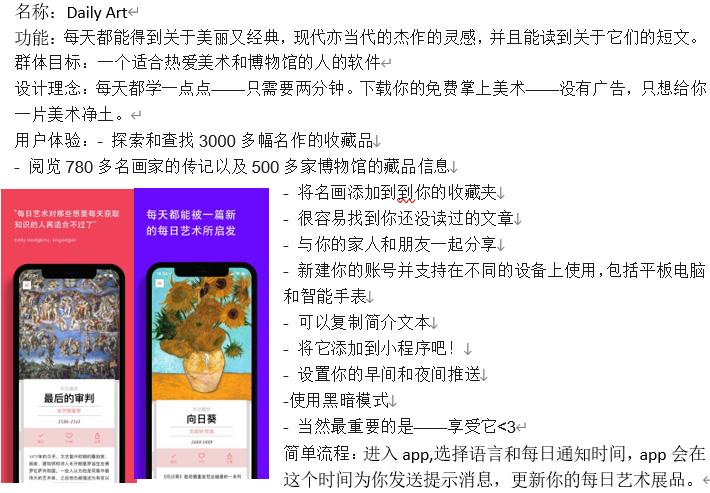 名称：Daily Art
功能：每天都能得到关于美丽又经典，现代亦当代的杰作的灵感，并且能读到关于它们的短文。
群体目标：一个适合热爱美术和博物馆的人的软件
设计理念：每天都学一点点——只需要两分钟。下载你的免费掌上美术——没有广告，只想给你
一片美术净土。
用户体验：- 探索和查找 3000 多幅名作的收藏品
- 阅览 780 多名画家的传记以及 500 多家博物馆的藏品信息
- 将名画添加到到你的收藏夹
- 很容易找到你还没读过的文章
- 与你的家人和朋友一起分享
- 新建你的账号并支持在不同的设备上使用，包括平板电脑
和智能手表
- 可以复制简介文本
- 将它添加到小程序吧！
- 设置你的早间和夜间推送
-使用黑暗模式
- 当然最重要的是——享受它<3
简单流程：进入 app,选择语言和每日通知时间，app 会在
这个时间为你发送提示消息，更新你的每日艺术展品。
"每日艺术对那些想要每天获取
知识的人再适合不过了"
最后的审判
米开朗基罗
1536-1541
每天都能被一篇新
的每日艺术所启发
向日葵
1888-1889